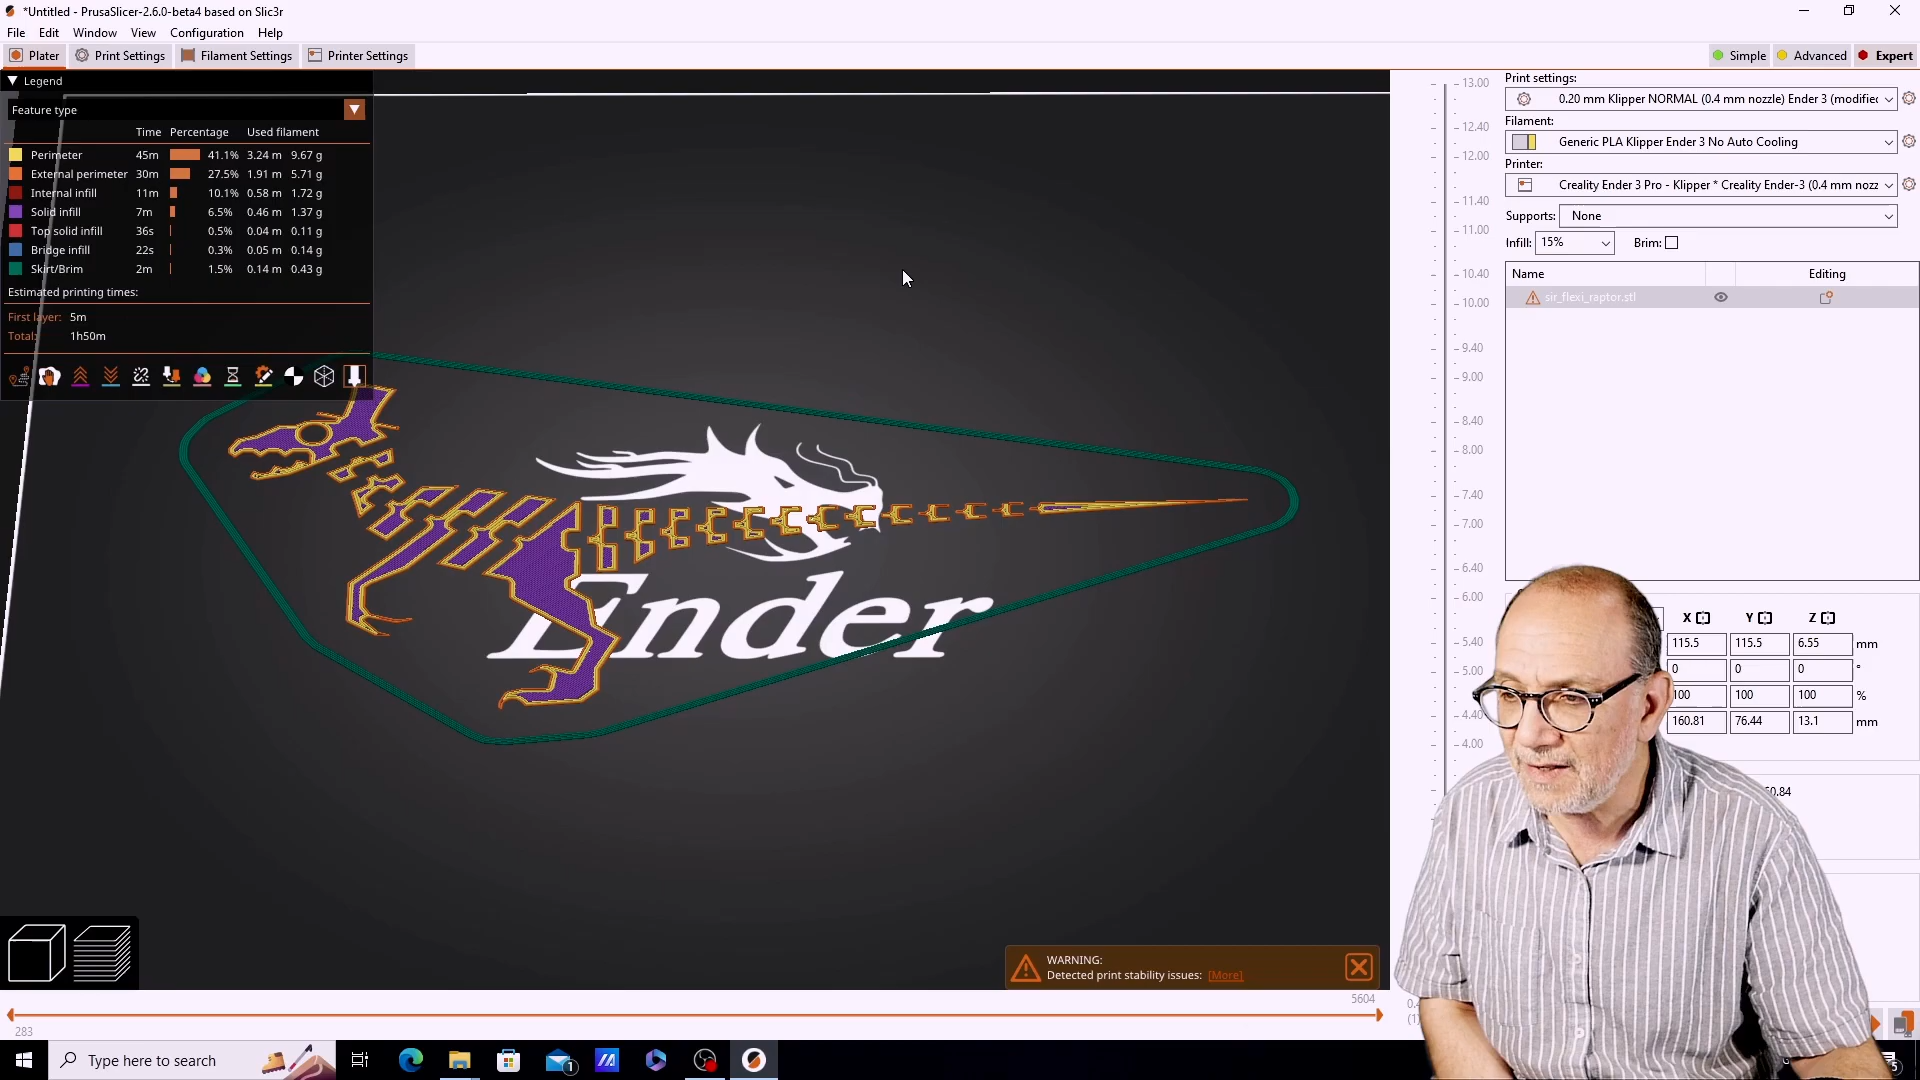 *Untitled - PrusaSlicer-2.6.0-beta4 based on Slic3r
File Edit Window View Configuration Help
Plater Print Settings Filament Settings Printer Settings
Simple Advanced Expert
Legend
Feature type
Time Percentage Used filament
Perimeter 45m 41.1% 3.24 m 9.67 g
External perimeter 30m 27.5% 1.91 m 5.71 g
Internal infill 11m 10.1% 0.58 m 1.72 g
Solid infill 7m 6.5% 0.46 m 1.37 g
Top solid infill 36s 0.5% 0.04 m 0.11 g
Bridge infill 22s 0.3% 0.05 m 0.14 g
Skirt/Brim 2m 1.5% 0.14 m 0.43 g
Estimated printing times:
First layer: 5m
Total: 1h50m
Ender
WARNING:
Detected print stability issues: [More]
5604
283
13.00
12.40
12.00
11.40
11.00
10.40
10.00
9.40
9.00
8.40
8.00
7.40
7.00
6.40
6.00
5.40
5.00
4.40
4.00
Print settings:
0.20 mm Klipper NORMAL (0.4 mm nozzle) Ender 3 (modified
Filament:
Generic PLA Klipper Ender 3 No Auto Cooling
Printer:
Creality Ender 3 Pro - Klipper * Creality Ender-3 (0.4 mm nozz
Supports: None
Infill: 15% Brim:
Name Editing
sir_flexi_raptor.stl
X Y Z
115.5 115.5 6.55 mm
0 0 0 °
100 100 100 %
160.81 76.44 13.1 mm
0.84
(1)
Type here to search
1
5